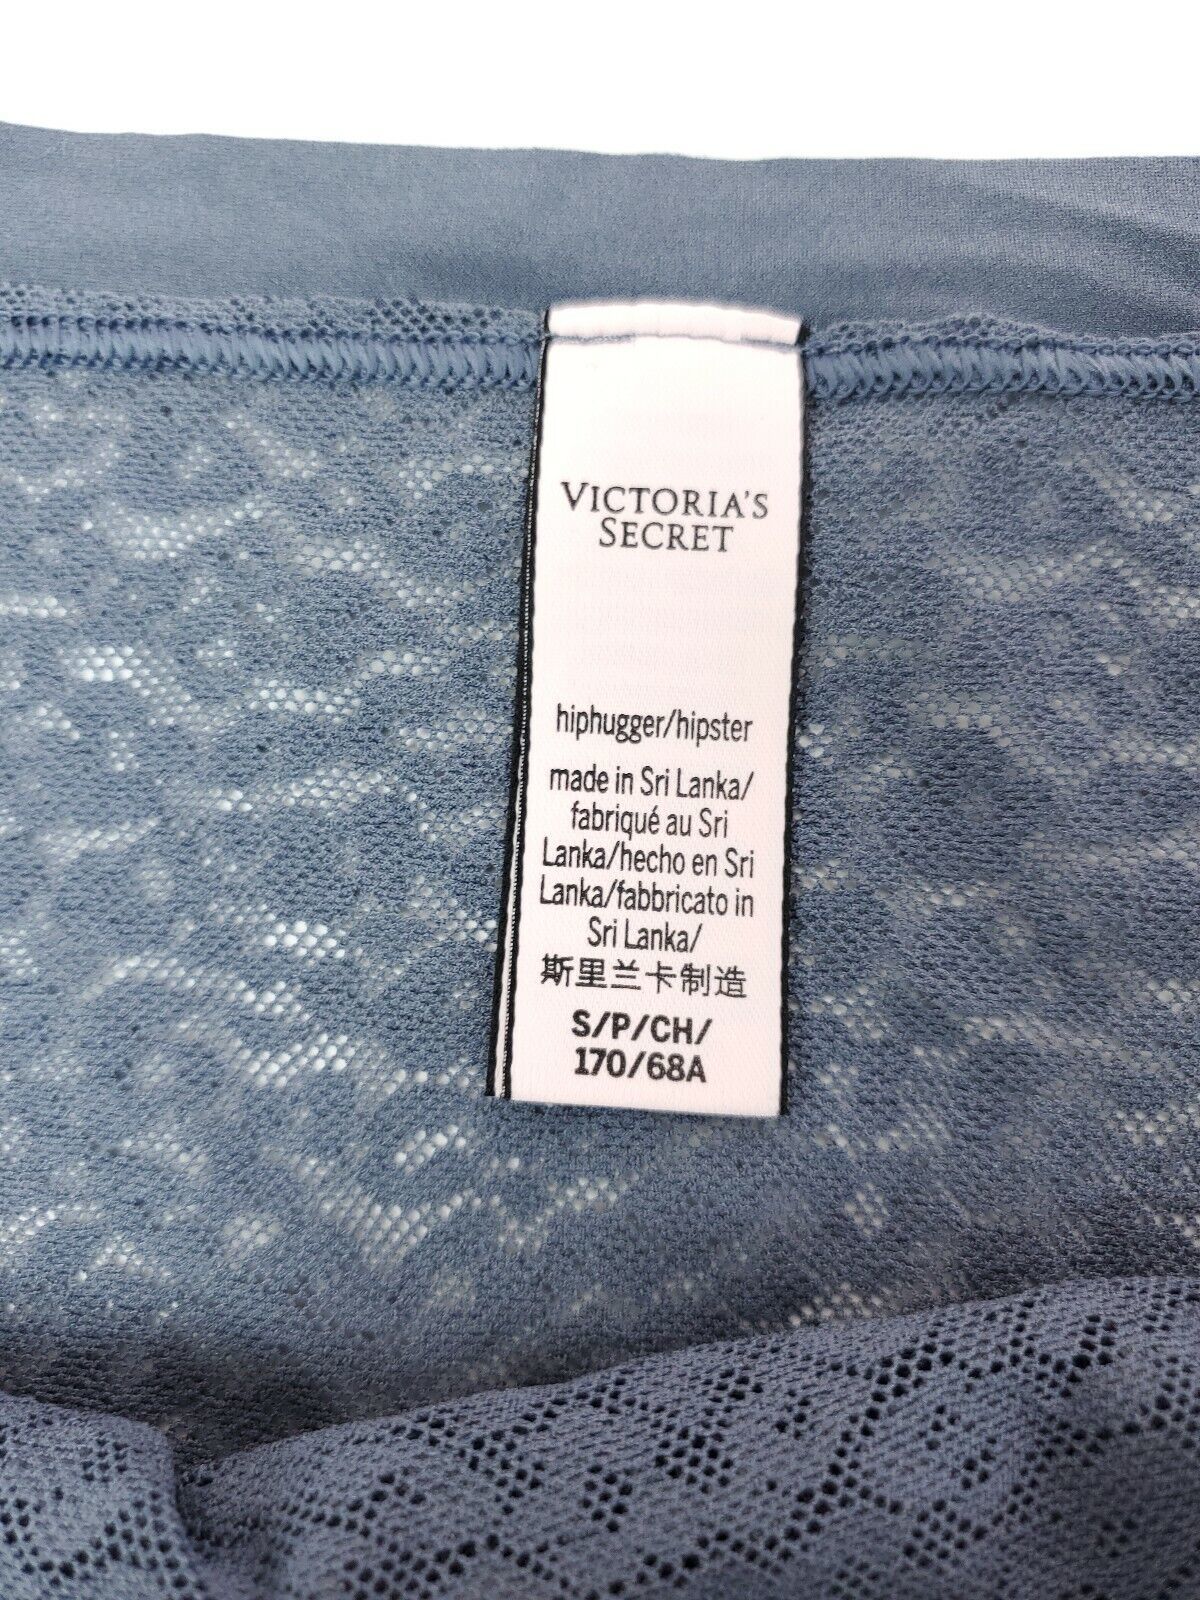 VICTORIA'S
SECRET
hiphugger/hipster
made in Sri Lanka/
fabriqué au Sri
Lanka/hecho en Sri
Lanka/fabbricato in
Sri Lanka/
斯里兰卡制造
S/P/CH/
170/68A